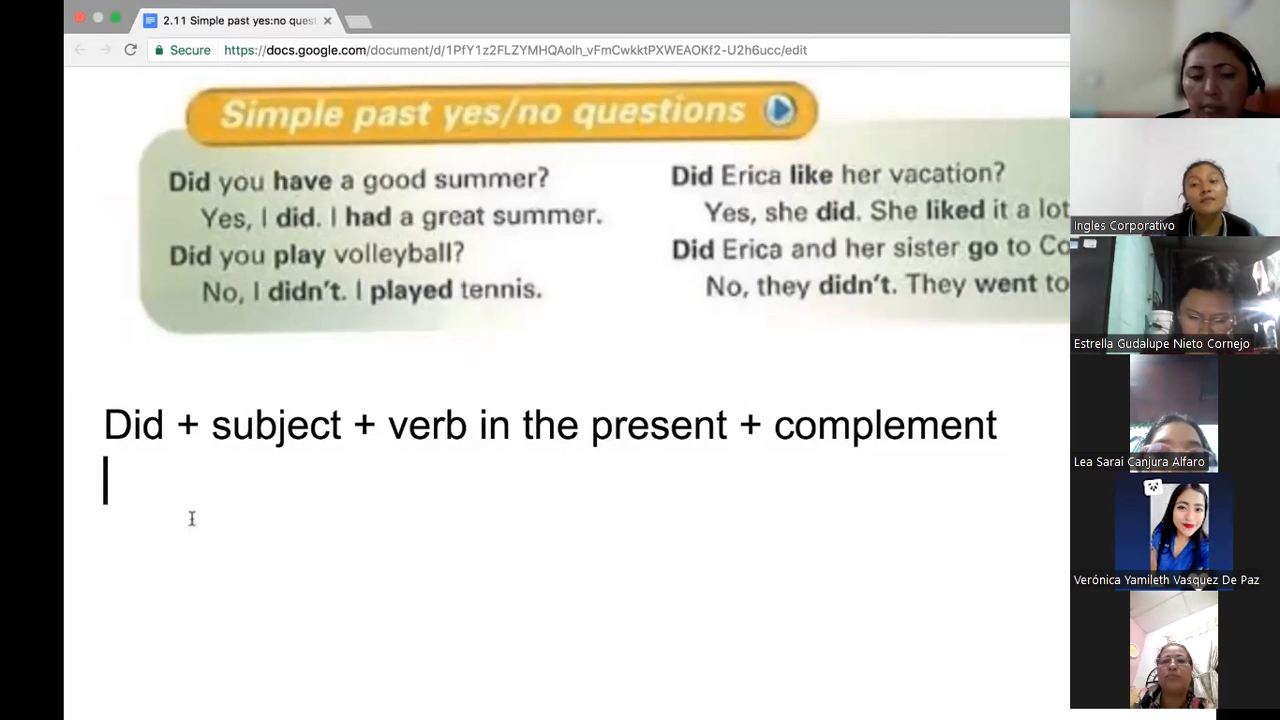 2.11 Simple past yes:no quest
Secure https://docs.google.com/document/d/1PfY1z2FLZYMHQAolh_vFmCwkktPXWEAOKf2-U2h6ucc/edit
Simple past yes/no questions
Did you have a good summer?
Yes, I did. I had a great summer.
Did you play volleyball?
No, I didn't. I played tennis.
Did Erica like her vacation?
Yes, she did. She liked it a lot
Did Erica and her sister go to Co
No, they didn't. They went to
Did + subject + verb in the present + complement
Ingles Corporativo
Estrella Gudalupe Nieto Cornejo
Lea Sarai Canjura Alfaro
Verónica Yamileth Vasquez De Paz